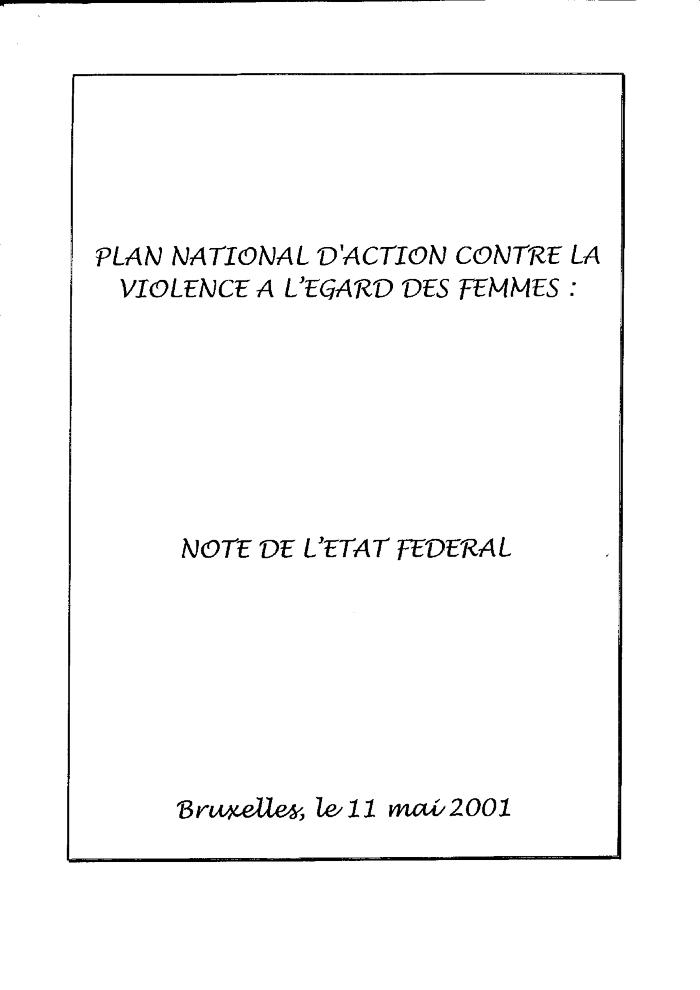 PLAN NATIONAL D'ACTION CONTRE LA
VIOLENCE A L'EGARD DES FEMMES :
NOTE DE L'ETAT FEDERAL
Bruxelles, le 11 mai 2001